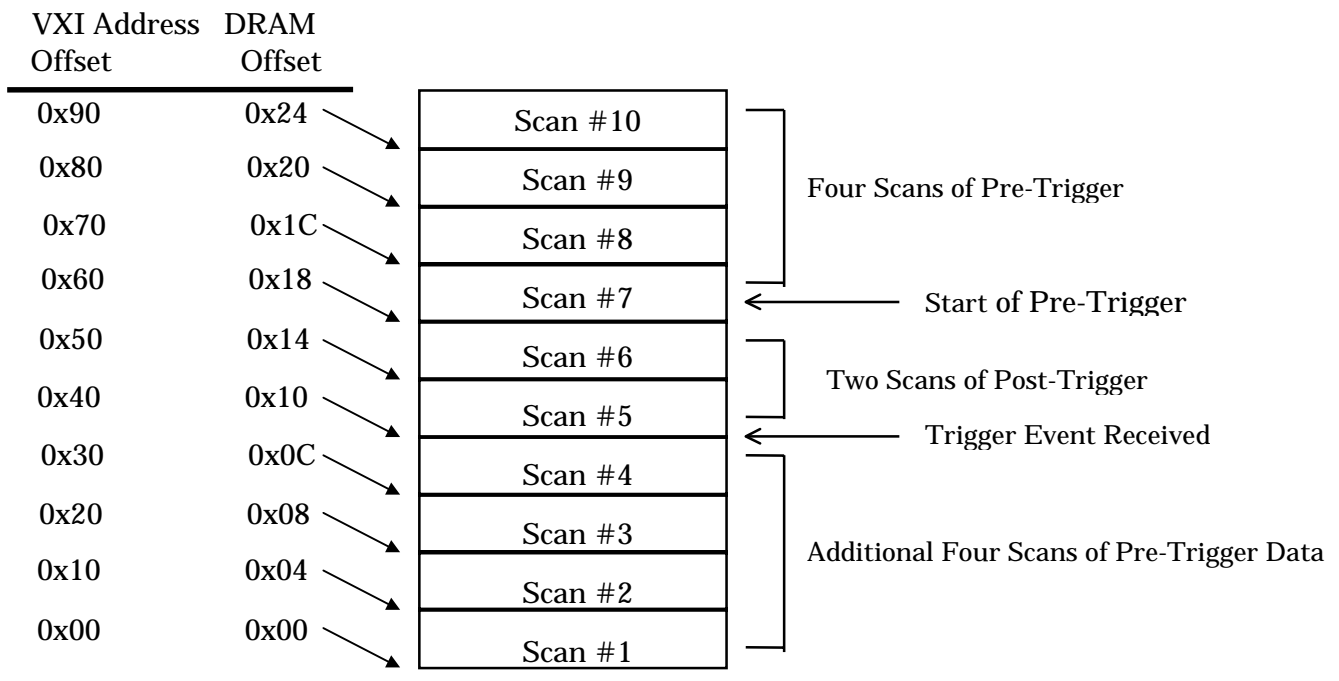 VXI Address DRAM
Offset Offset
0x90 0x24 Scan #10
0x80 0x20 Scan #9
Four Scans of Pre-Trigger
0x70 0x1C Scan #8
0x60 0x18 Scan #7
Start of Pre-Trigger
0x50 0x14 Scan #6
Two Scans of Post-Trigger
0x40 0x10 Scan #5
Trigger Event Received
0x30 0x0C Scan #4
0x20 0x08 Scan #3
Additional Four Scans of Pre-Trigger Data
0x10 0x04 Scan #2
0x00 0x00 Scan #1